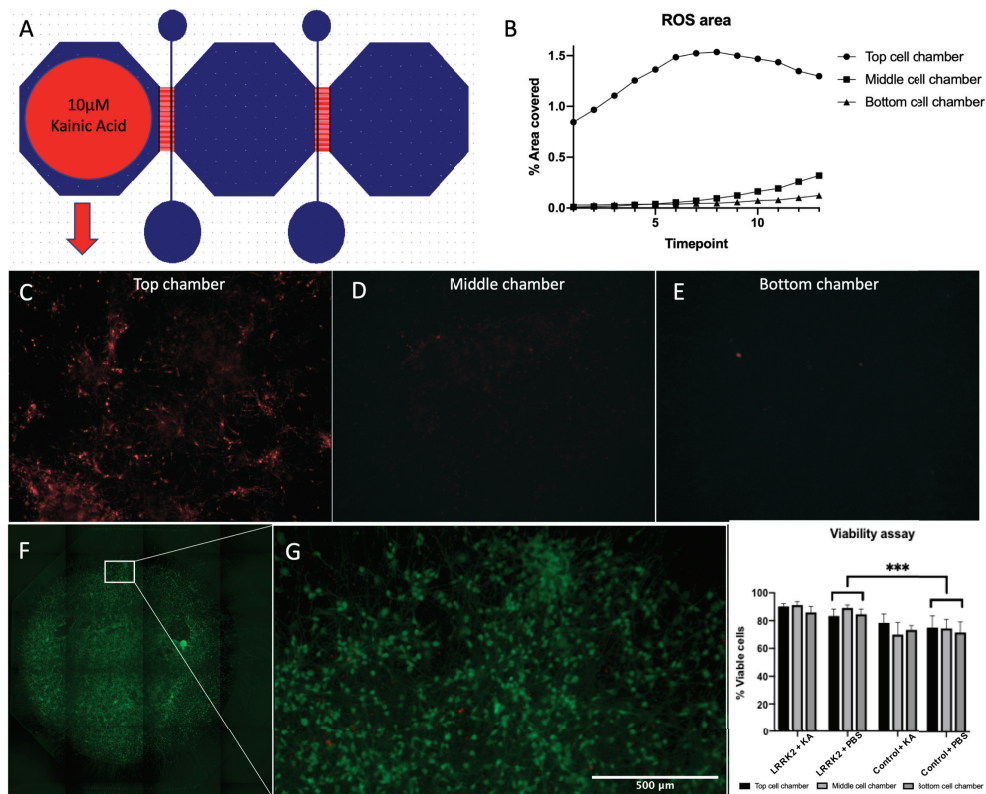 A
10µM
Kainic Acid
B
ROS area
% Area covered
1.5
1.0
0.5
0.0
5
10
Timepoint
Top cell chamber
Middle cell chamber
Bottom cell chamber
C
Top chamber
D
Middle chamber
E
Bottom chamber
F
G
500 µm
Viability assay
***
% Viable cells
100
80
60
40
20
0
LRRK2 + KA
LRRK2 + PBS
Control + KA
Control + PBS
Top cell chamber
Middle cell chamber
Bottom cell chamber